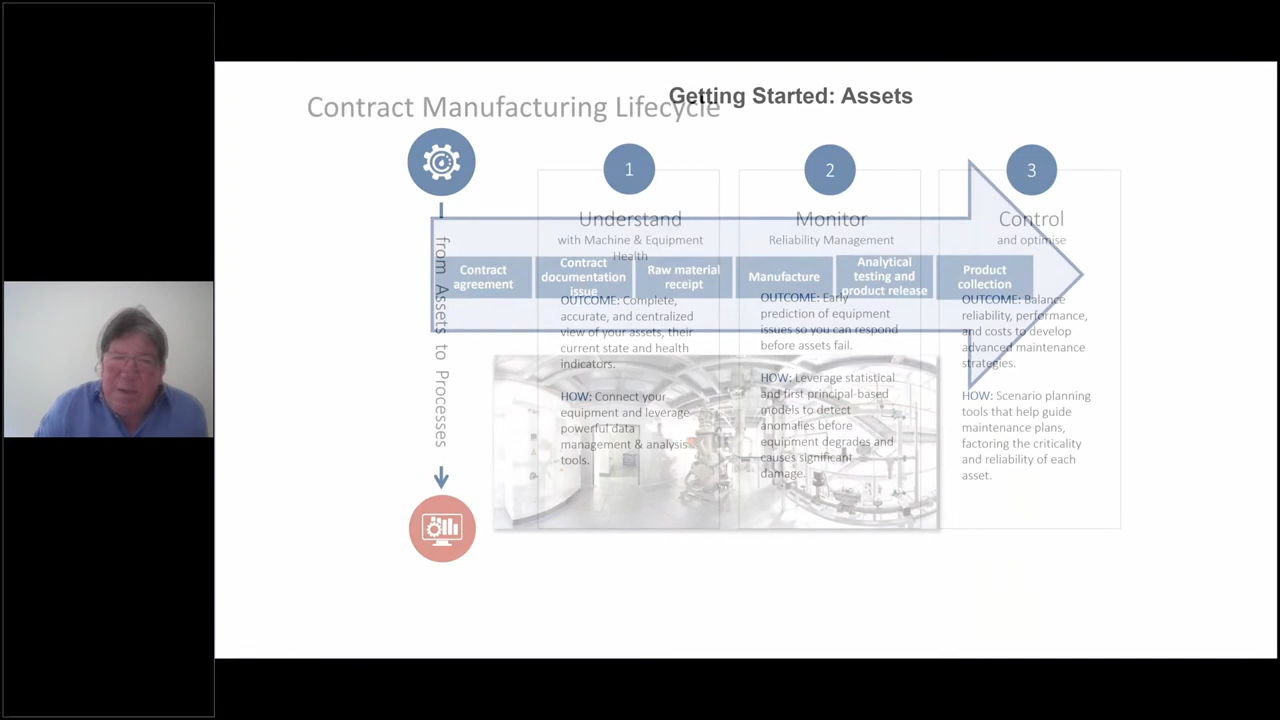 Contract Manufacturing Lifecycle
Getting Started: Assets
from Assets to Processes
1
Understand
with Machine & Equipment
Health
OUTCOME: Complete,
accurate, and centralized
view of your assets, their
current state and health
indicators.
HOW: Connect your
equipment and leverage
powerful data
management & analysis
tools.
2
Monitor
Reliability Management
OUTCOME: Early
prediction of equipment
issues so you can respond
before assets fail.
HOW: Leverage statistical
and first principal-based
models to detect
anomalies before
equipment degrades and
causes significant
damage.
3
Control
and optimise
OUTCOME: Balance
reliability, performance,
and costs to develop
advanced maintenance
strategies.
HOW: Scenario planning
tools that help guide
maintenance plans,
factoring the criticality
and reliability of each
asset.
Contract
agreement
Contract
documentation
issue
Raw material
receipt
Manufacture
Analytical
testing and
product release
Product
collection